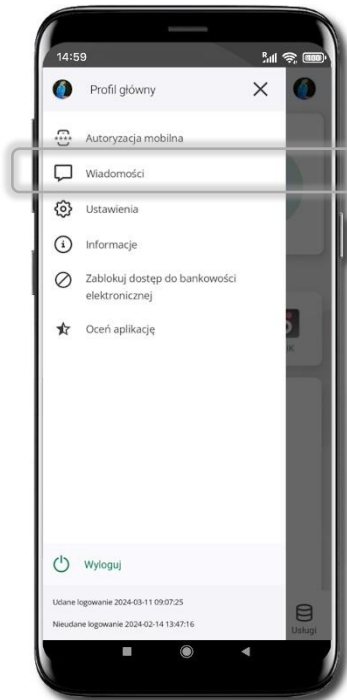 14:59
Profil główny
Autoryzacja mobilna
Wiadomości
Ustawienia
Informacje
Zablokuj dostęp do bankowości
elektronicznej
Oceń aplikację
Wyloguj
Udane logowanie 2024-03-11 09:07:25
Nieudane logowanie 2024-02-14 13:47:16
Usługi